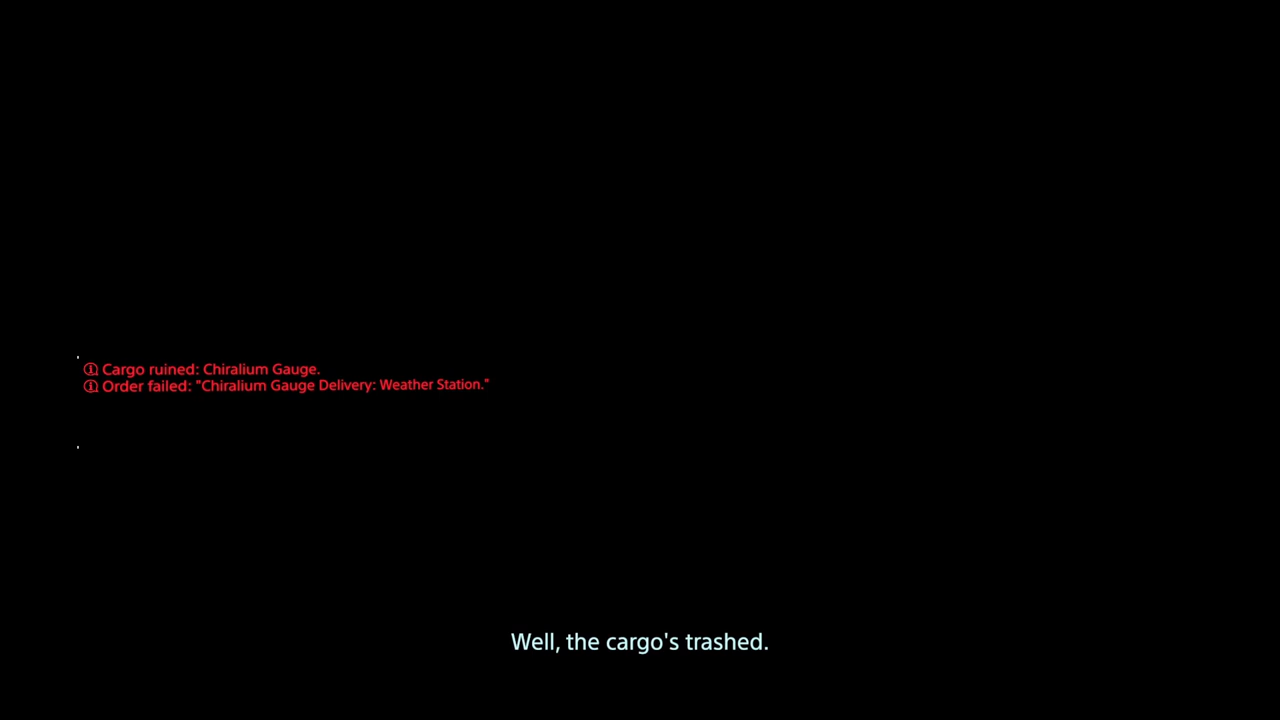 ⓘ Cargo ruined: Chiralium Gauge.
ⓘ Order failed: "Chiralium Gauge Delivery: Weather Station."
Well, the cargo's trashed.